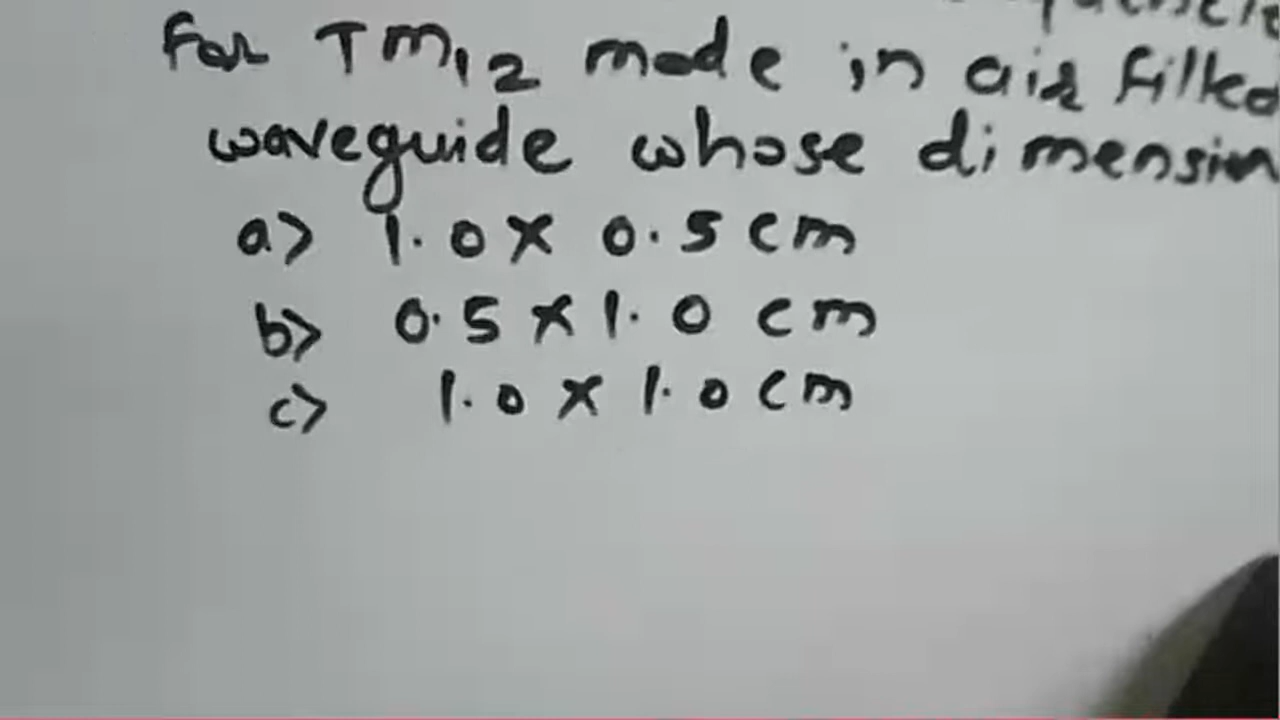 For TM12 mode in air filled
waveguide whose dimension
a) 1.0 x 0.5 cm
b) 0.5 x 1.0 cm
c) 1.0 x 1.0 cm